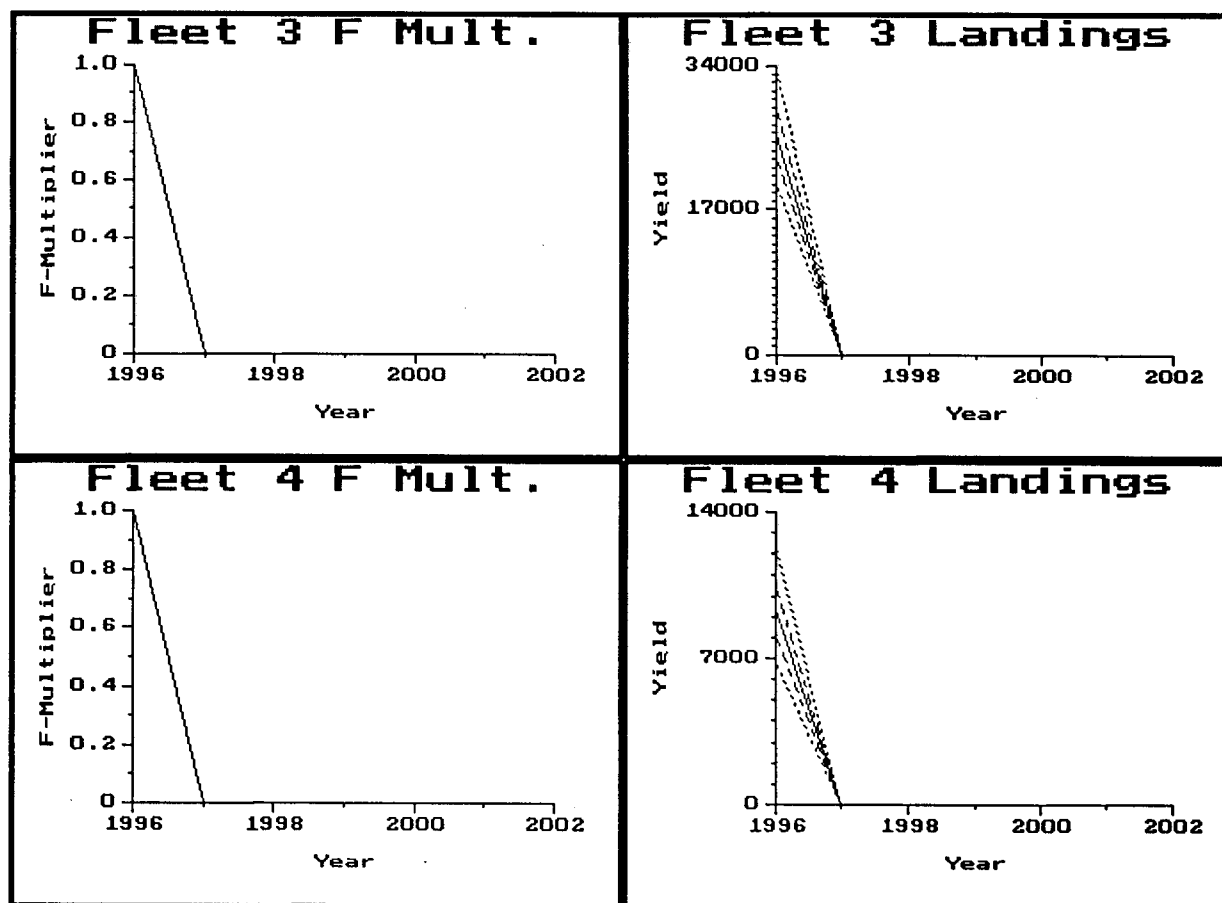 Fleet 3 F Mult.
1.0
0.8
0.6
0.4
0.2
0
F-Multiplier
1996 1998 2000 2002
Year
Fleet 3 Landings
34000
17000
0
Yield
1996 1998 2000 2002
Year
Fleet 4 F Mult.
1.0
0.8
0.6
0.4
0.2
0
F-Multiplier
1996 1998 2000 2002
Year
Fleet 4 Landings
14000
7000
0
Yield
1996 1998 2000 2002
Year